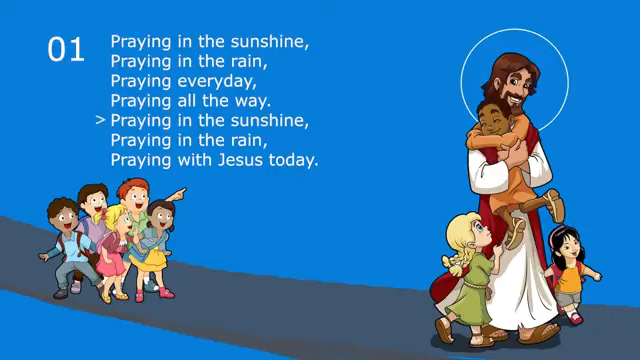 01
Praying in the sunshine,
Praying in the rain,
Praying everyday,
Praying all the way.
> Praying in the sunshine,
Praying in the rain,
Praying with Jesus today.